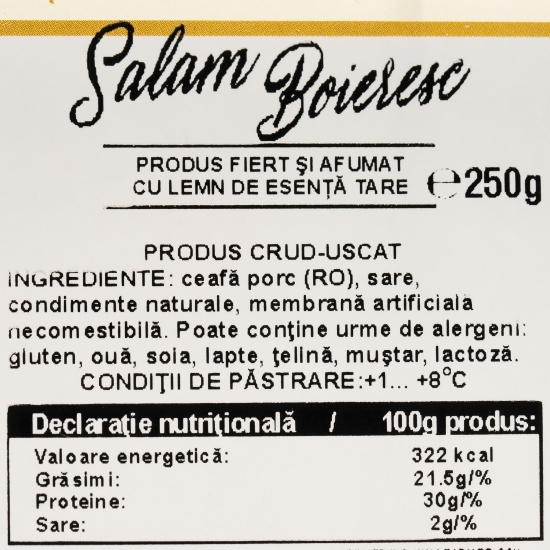 Salam Boieresc
PRODUS FIERT ŞI AFUMAT
CU LEMN DE ESENŢĂ TARE
℮250g
PRODUS CRUD-USCAT
INGREDIENTE: ceafă porc (RO), sare,
condimente naturale, membrană artificială
necomestibilă. Poate conţine urme de alergeni:
gluten, ouă, soia, lapte, ţelină, muştar, lactoză.
CONDIŢII DE PĂSTRARE:+1... +8°C
Declaraţie nutriţională / 100g produs:
Valoare energetică: 322 kcal
Grăsimi: 21.5g/%
Proteine: 30g/%
Sare: 2g/%